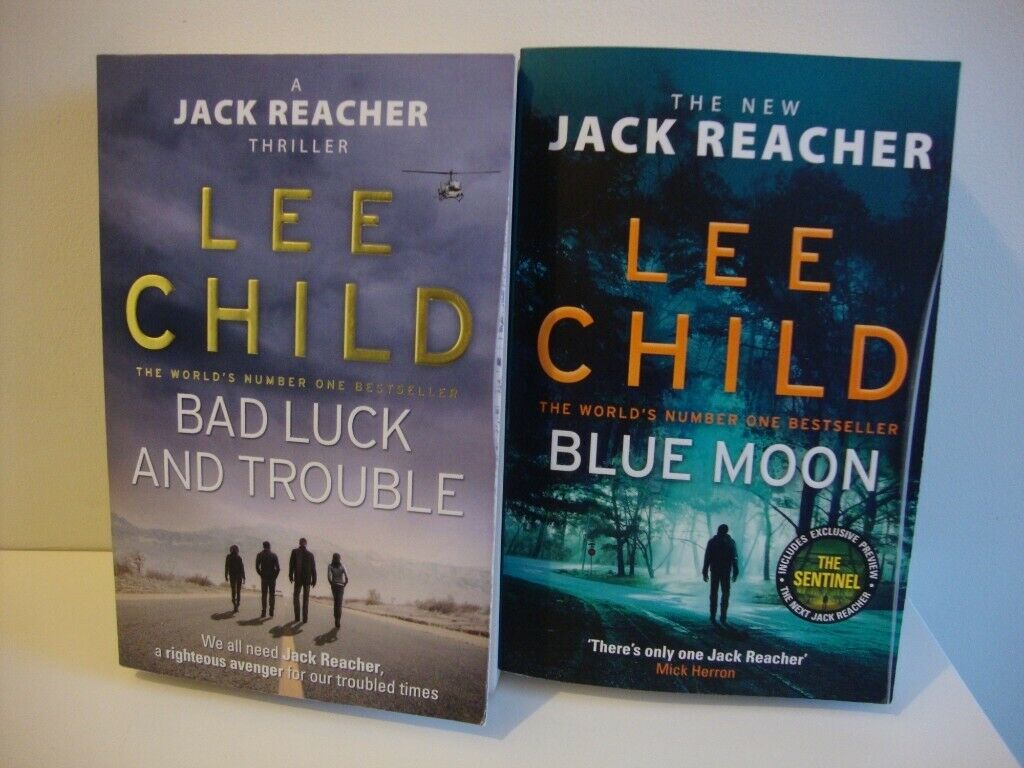 A
JACK REACHER
THRILLER
LEE
CHILD
THE WORLD'S NUMBER ONE BESTSELLER
BAD LUCK
AND TROUBLE
We all need Jack Reacher,
a righteous avenger for our troubled times
THE NEW
JACK REACHER
LEE
CHILD
THE WORLD'S NUMBER ONE BESTSELLER
BLUE MOON
• INCLUDES EXCLUSIVE PREVIEW •
THE
SENTINEL
THE NEXT JACK REACHER
'There's only one Jack Reacher'
Mick Herron